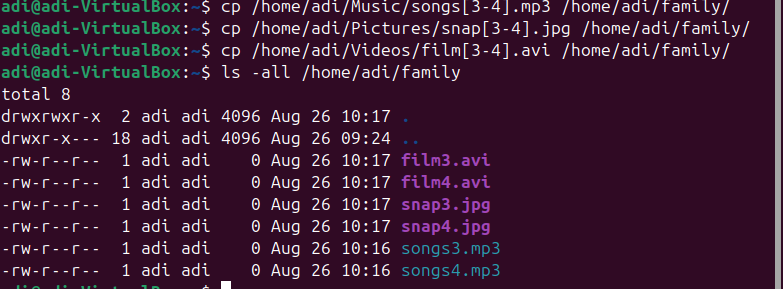 adi@adi-VirtualBox:~$ cp /home/adi/Music/songs[3-4].mp3 /home/adi/family/
adi@adi-VirtualBox:~$ cp /home/adi/Pictures/snap[3-4].jpg /home/adi/family/
adi@adi-VirtualBox:~$ cp /home/adi/Videos/film[3-4].avi /home/adi/family/
adi@adi-VirtualBox:~$ ls -all /home/adi/family
total 8
drwxrwxr-x  2 adi adi 4096 Aug 26 10:17 .
drwxr-x--- 18 adi adi 4096 Aug 26 09:24 ..
-rw-r--r--  1 adi adi    0 Aug 26 10:17 film3.avi
-rw-r--r--  1 adi adi    0 Aug 26 10:17 film4.avi
-rw-r--r--  1 adi adi    0 Aug 26 10:17 snap3.jpg
-rw-r--r--  1 adi adi    0 Aug 26 10:17 snap4.jpg
-rw-r--r--  1 adi adi    0 Aug 26 10:16 songs3.mp3
-rw-r--r--  1 adi adi    0 Aug 26 10:16 songs4.mp3
adi@adi-VirtualBox:~$